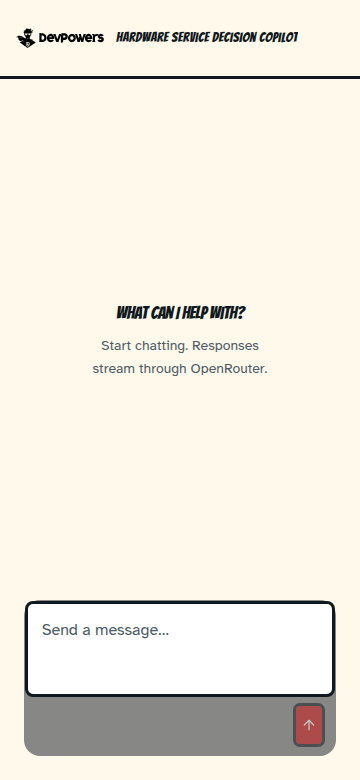 DevPowers
HARDWARE SERVICE DECISION COPILOT
WHAT CAN I HELP WITH?
Start chatting. Responses
stream through OpenRouter.
Send a message...